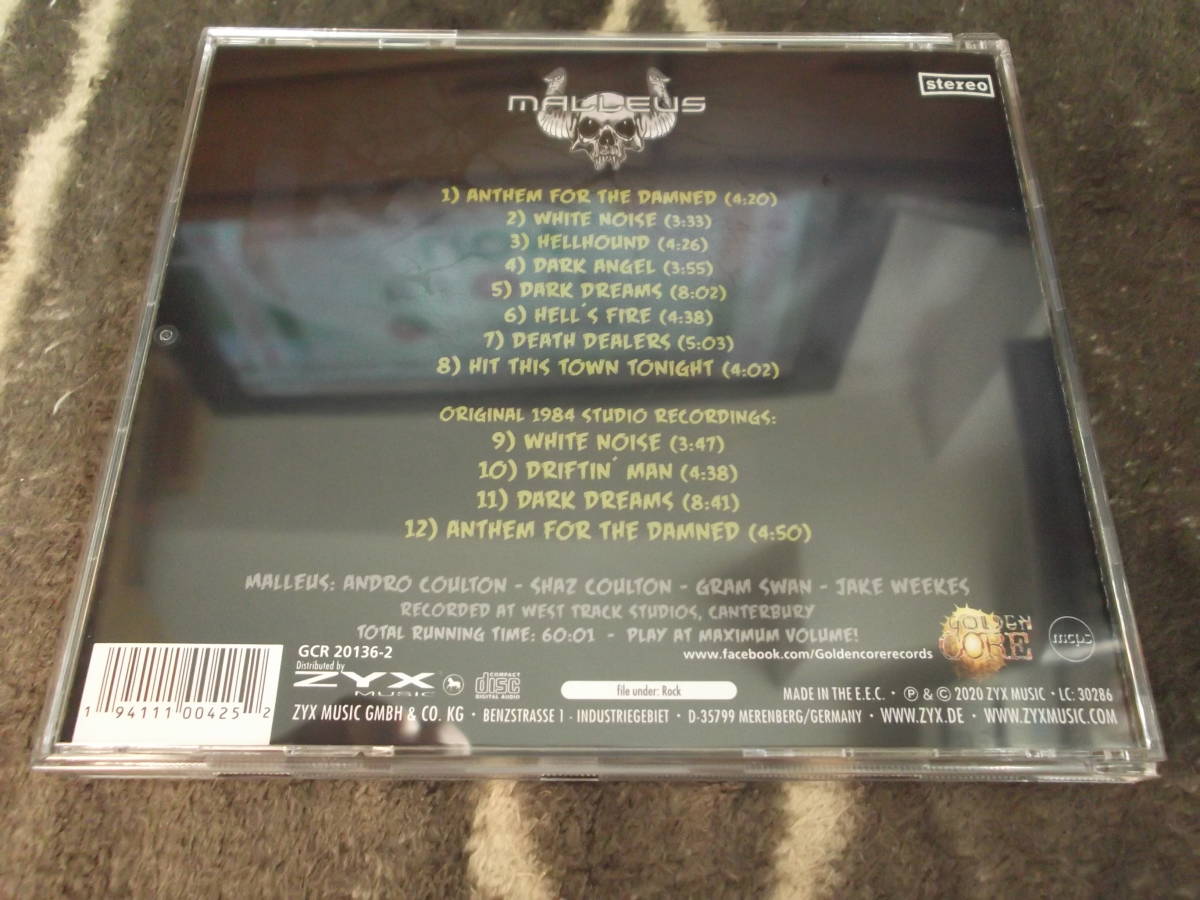 MALLEUS
stereo
1) ANTHEM FOR THE DAMNED (4:20)
2) WHITE NOISE (3:33)
3) HELLHOUND (4:26)
4) DARK ANGEL (3:55)
5) DARK DREAMS (8:02)
6) HELL´S FIRE (4:38)
7) DEATH DEALERS (5:03)
8) HIT THIS TOWN TONIGHT (4:02)
ORIGINAL 1984 STUDIO RECORDINGS:
9) WHITE NOISE (3:47)
10) DRIFTIN´ MAN (4:38)
11) DARK DREAMS (8:41)
12) ANTHEM FOR THE DAMNED (4:50)
MALLEUS: ANDRO COULTON - SHAZ COULTON - GRAM SWAN - JAKE WEEKES
RECORDED AT WEST TRACK STUDIOS, CANTERBURY
TOTAL RUNNING TIME: 60:01 - PLAY AT MAXIMUM VOLUME!
www.facebook.com/Goldencorerecords
GOLDEN
CORE
mcps
GCR 20136-2
Distributed by
ZYX
MUSIC
COMPACT
disc
DIGITAL AUDIO
file under: Rock
MADE IN THE E.E.C. • ℗ & © 2020 ZYX MUSIC • LC: 30286
ZYX MUSIC GMBH & CO. KG • BENZSTRASSE 1 - INDUSTRIEGEBIET • D-35799 MERENBERG/GERMANY • WWW.ZYX.DE • WWW.ZYXMUSIC.COM
1 94111 00425 2